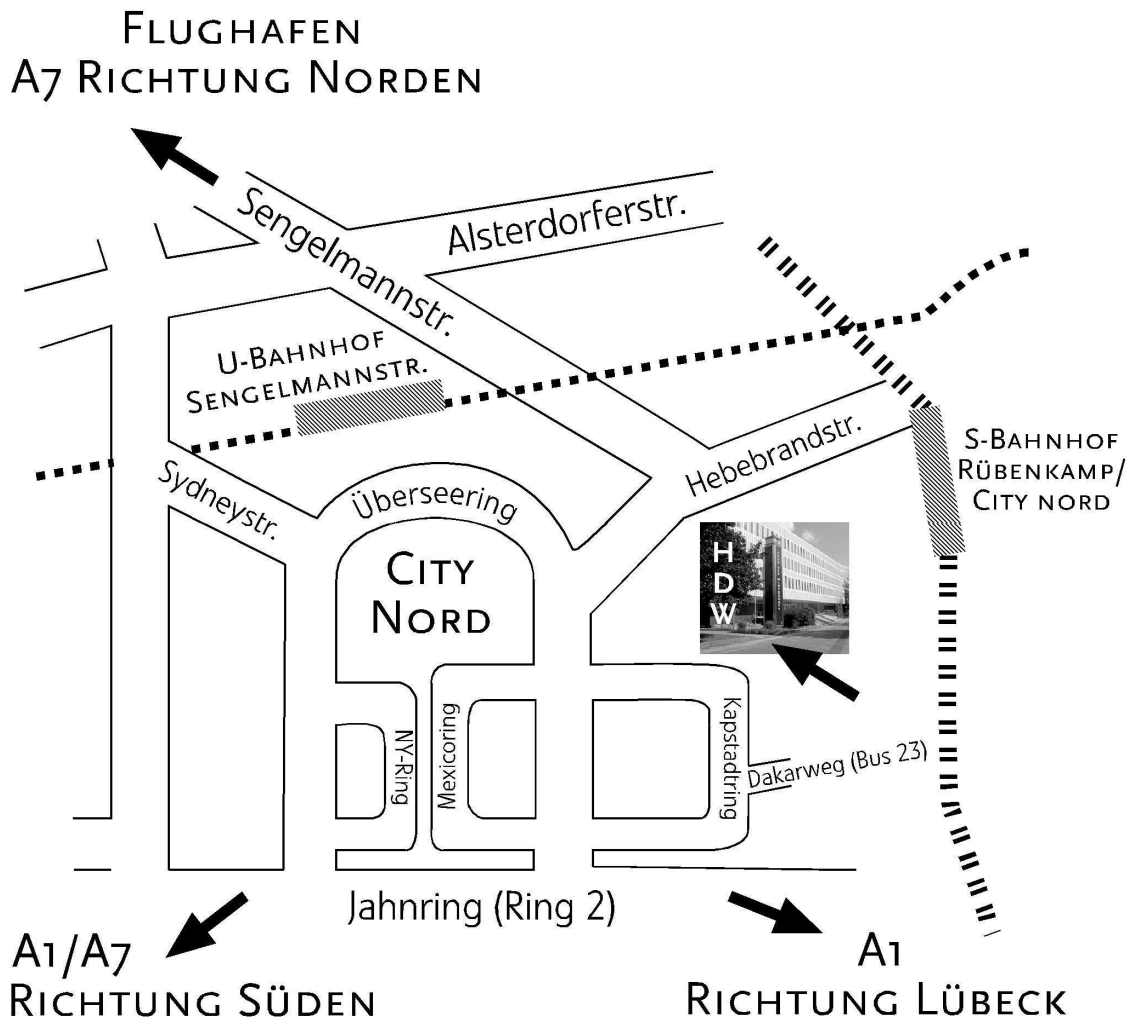 FLUGHAFEN
A7 RICHTUNG NORDEN
Sengelmannstr.
Alsterdorferstr.
U-BAHNHOF
SENGELMANNSTR.
Hebebrandstr.
S-BAHNHOF
RÜBENKAMP/
CITY NORD
Sydneystr.
Überseering
CITY
NORD
H
D
W
NY-Ring
Mexicoring
Kapstadtring
Dakarweg (Bus 23)
Jahnring (Ring 2)
A1/A7
RICHTUNG SÜDEN
A1
RICHTUNG LÜBECK